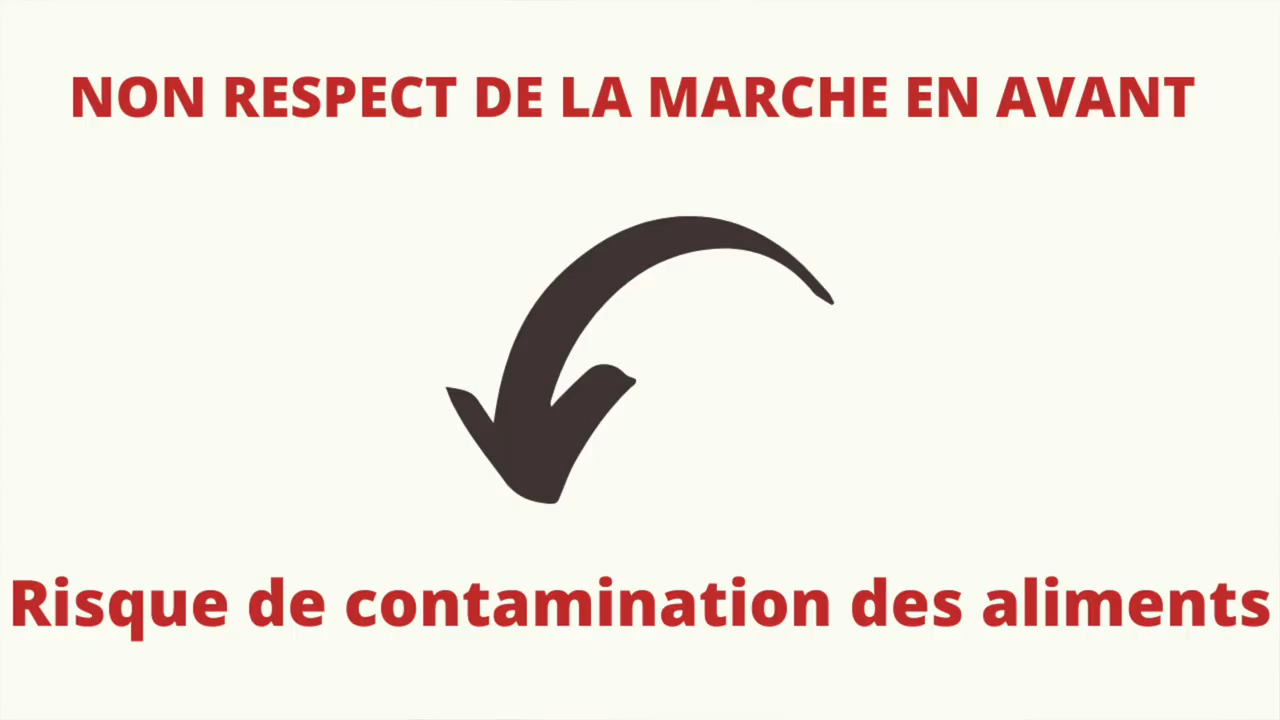 NON RESPECT DE LA MARCHE EN AVANT
Risque de contamination des aliments